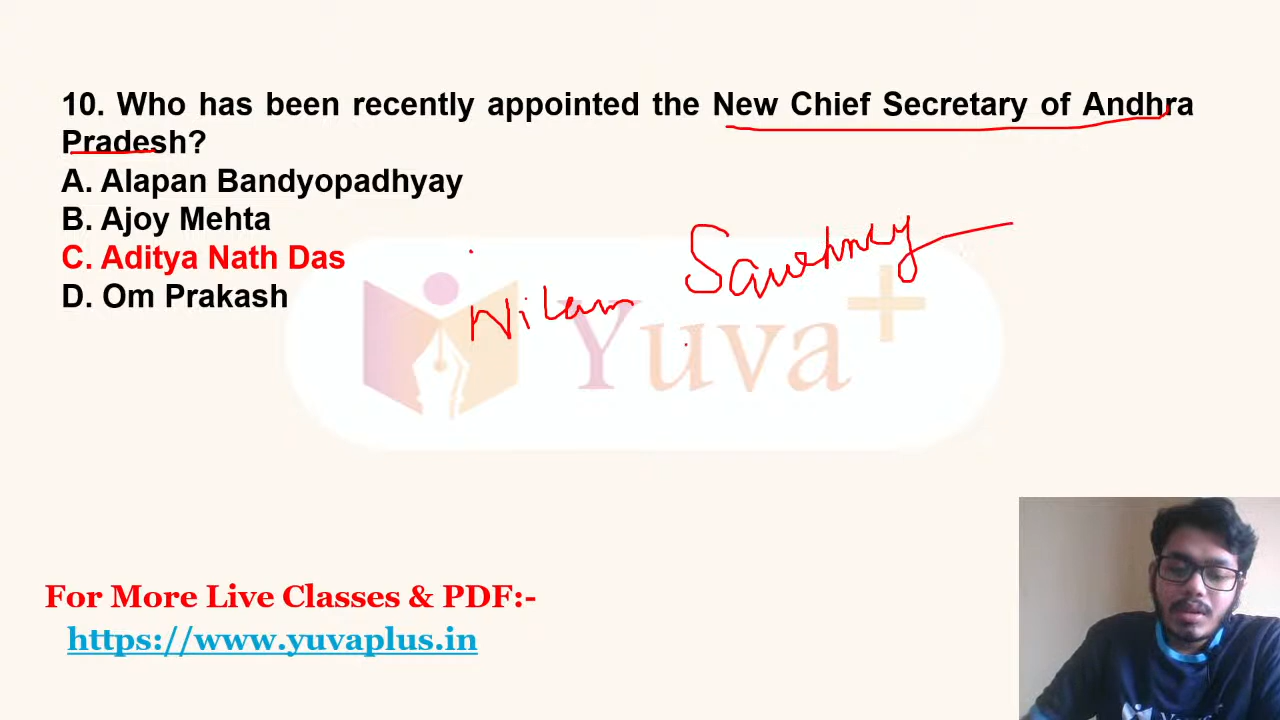 10. Who has been recently appointed the New Chief Secretary of Andhra
Pradesh?
A. Alapan Bandyopadhyay
B. Ajoy Mehta
C. Aditya Nath Das
D. Om Prakash
Nilam Sawhney
Yuva+
For More Live Classes & PDF:-
https://www.yuvaplus.in